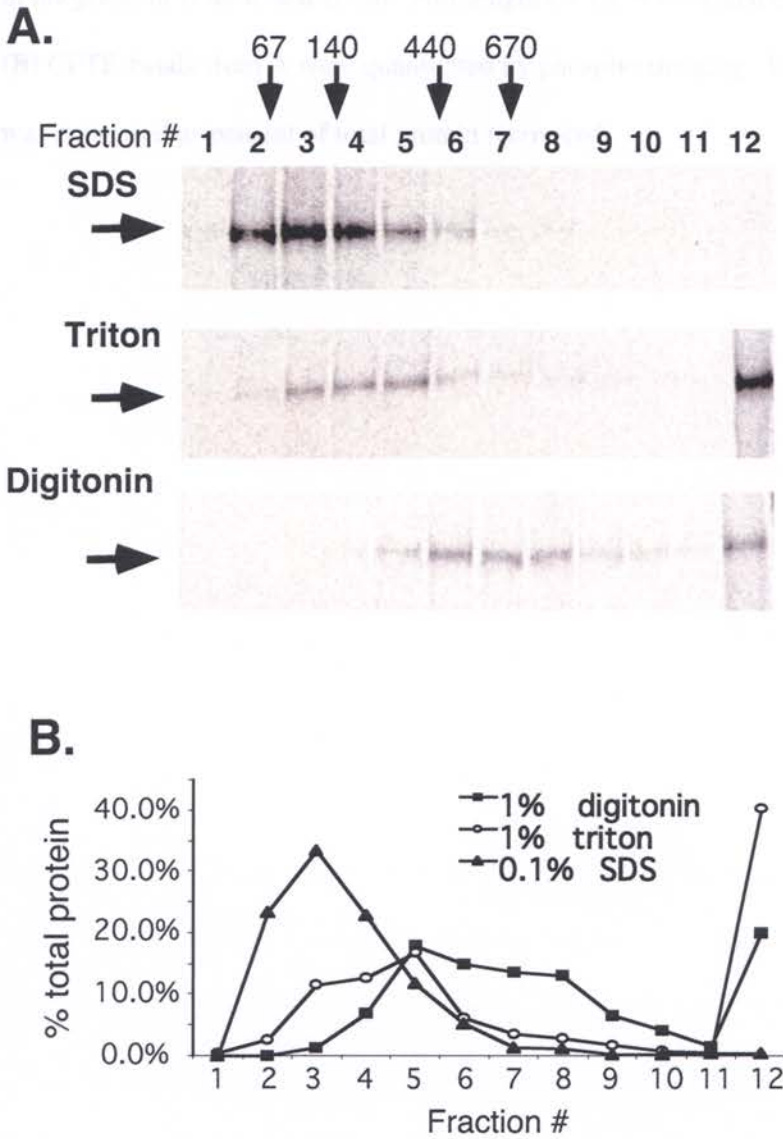 A.
67 140 440 670
Fraction # 1 2 3 4 5 6 7 8 9 10 11 12
SDS
Triton
Digitonin
B.
1% digitonin
1% triton
0.1% SDS
40.0%
30.0%
20.0%
10.0%
0.0%
% total protein
1 2 3 4 5 6 7 8 9 10 11 12
Fraction #